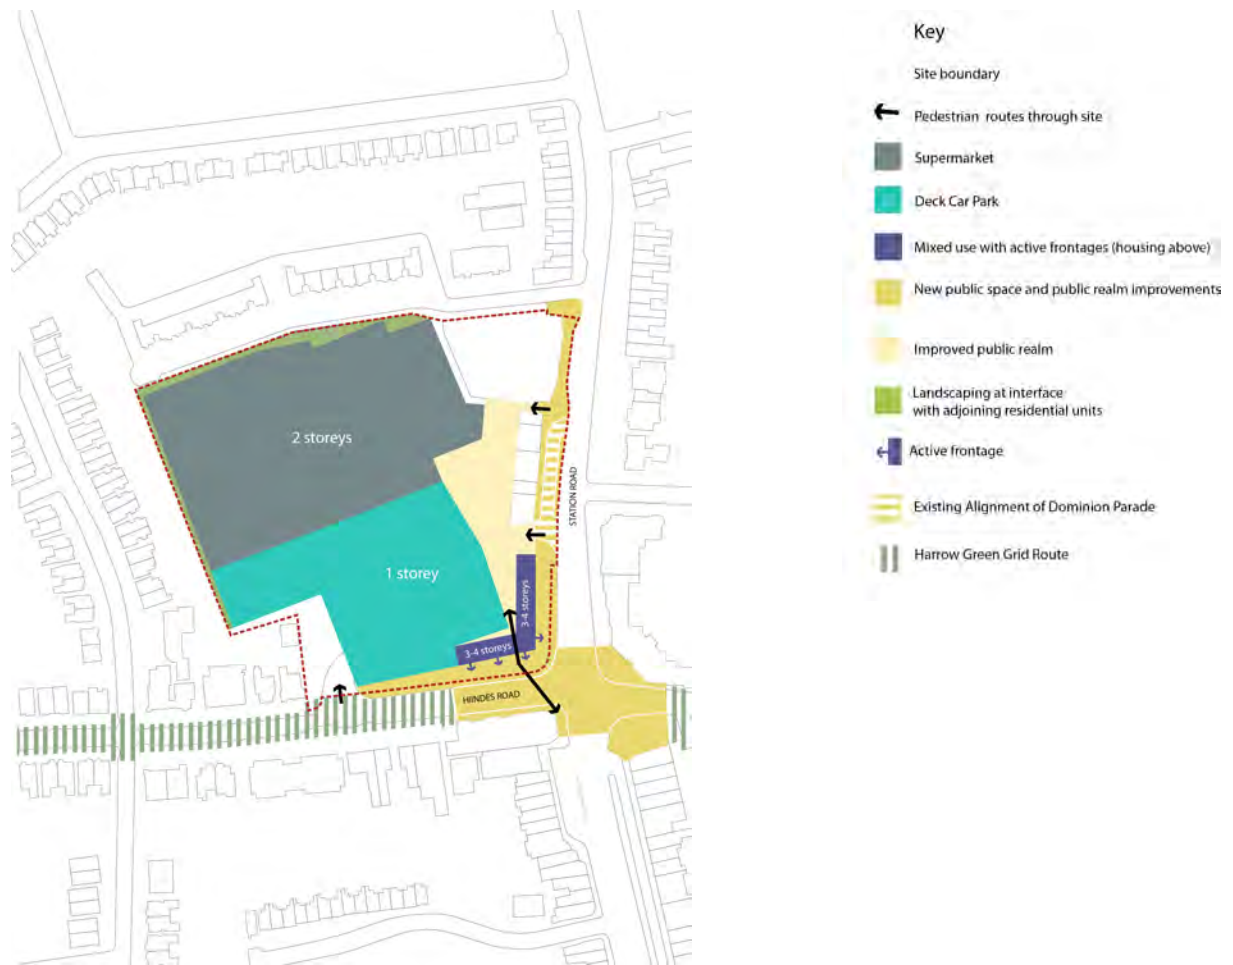 Key
Site boundary
Pedestrian routes through site
Supermarket
Deck Car Park
Mixed use with active frontages (housing above)
New public space and public realm improvements
Improved public realm
Landscaping at interface
with adjoining residential units
Active frontage
Existing Alignment of Dominion Parade
Harrow Green Grid Route
2 storeys
1 storey
3-4 storeys
3-4 storeys
STATION ROAD
HINDES ROAD